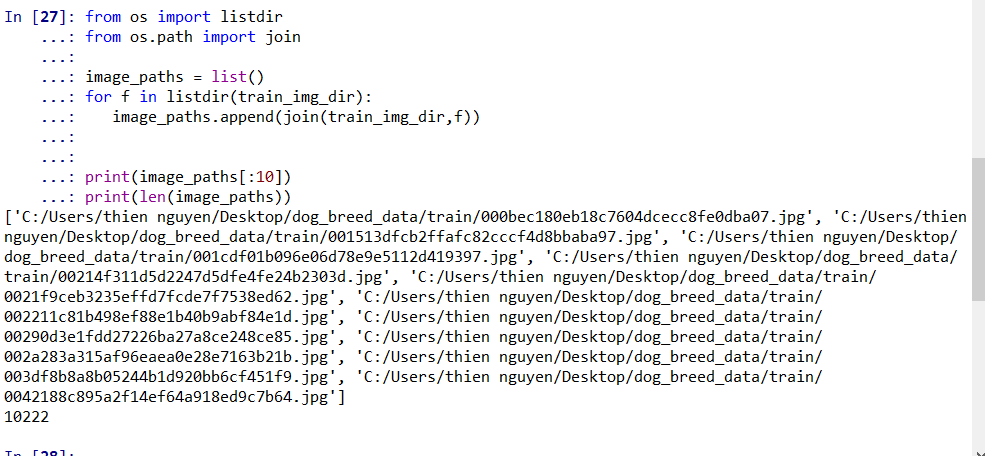 In [27]: from os import listdir
...: from os.path import join
...:
...: image_paths = list()
...: for f in listdir(train_img_dir):
...:    image_paths.append(join(train_img_dir,f))
...:
...:
...: print(image_paths[:10])
...: print(len(image_paths))
['C:/Users/thien nguyen/Desktop/dog_breed_data/train/000bec180eb18c7604dcecc8fe0dba07.jpg', 'C:/Users/thien
nguyen/Desktop/dog_breed_data/train/001513dfcb2ffafc82cccf4d8bbaba97.jpg', 'C:/Users/thien nguyen/Desktop/
dog_breed_data/train/001cdf01b096e06d78e9e5112d419397.jpg', 'C:/Users/thien nguyen/Desktop/dog_breed_data/
train/00214f311d5d2247d5dfe4fe24b2303d.jpg', 'C:/Users/thien nguyen/Desktop/dog_breed_data/train/
0021f9ceb3235effd7fcde7f7538ed62.jpg', 'C:/Users/thien nguyen/Desktop/dog_breed_data/train/
002211c81b498ef88e1b40b9abf84e1d.jpg', 'C:/Users/thien nguyen/Desktop/dog_breed_data/train/
00290d3e1fdd27226ba27a8ce248ce85.jpg', 'C:/Users/thien nguyen/Desktop/dog_breed_data/train/
002a283a315af96eaea0e28e7163b21b.jpg', 'C:/Users/thien nguyen/Desktop/dog_breed_data/train/
003df8b8a8b05244b1d920bb6cf451f9.jpg', 'C:/Users/thien nguyen/Desktop/dog_breed_data/train/
0042188c895a2f14ef64a918ed9c7b64.jpg']
10222
In [28]: